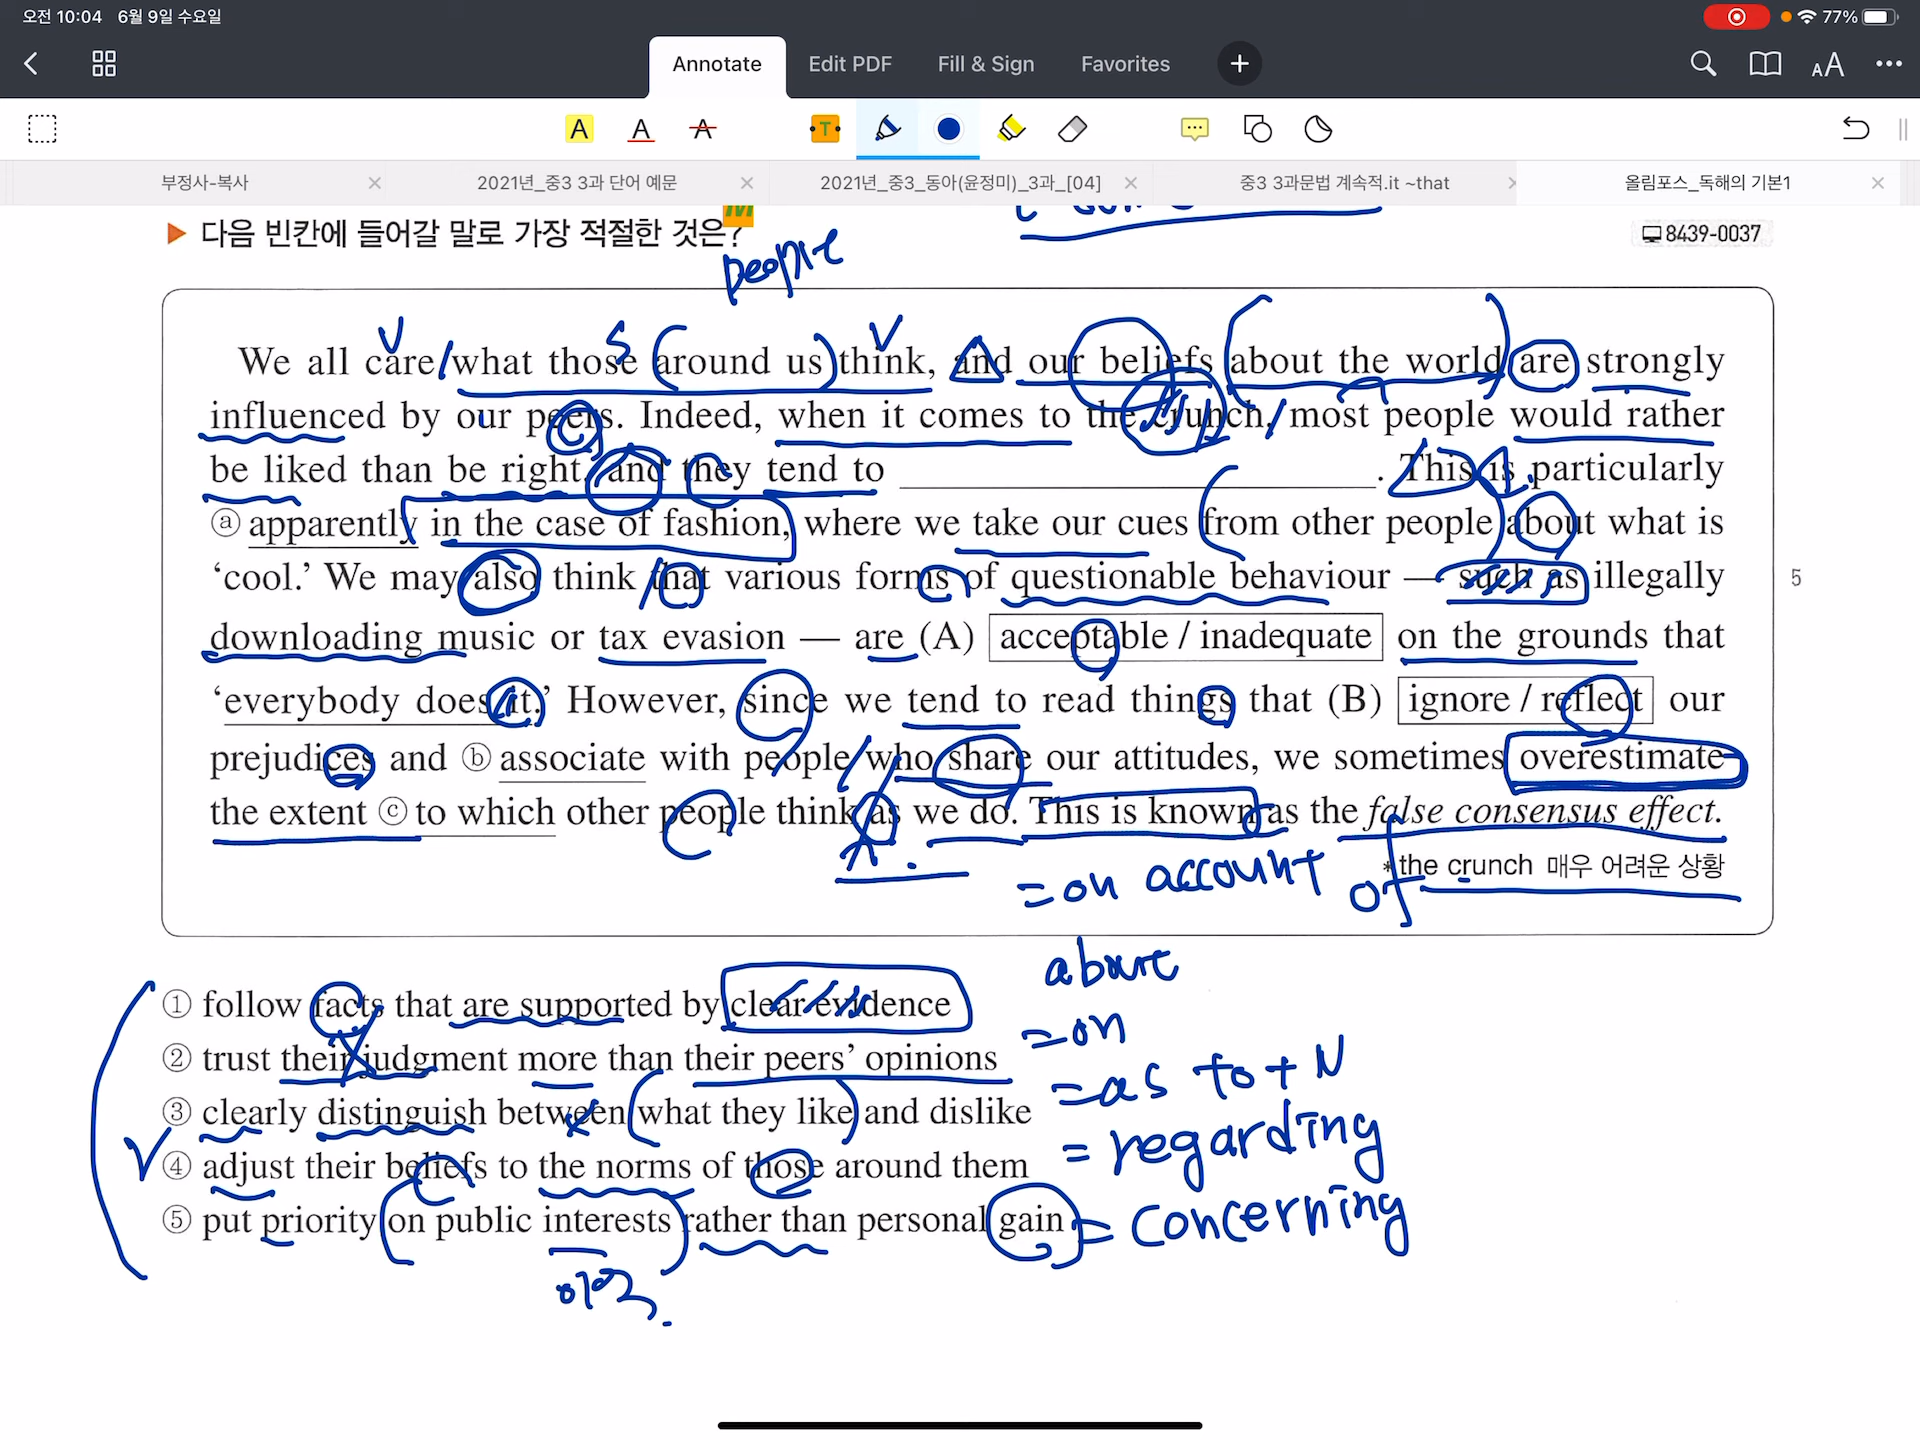 오전 10:04 6월 9일 수요일
77%
Annotate Edit PDF Fill & Sign Favorites
부정사-복사
2021년_중3 3과 단어 예문
2021년_중3_동아(윤정미)_3과_[04]
중3 3과문법 계속적.it ~that
올림포스_독해의 기본1
▶ 다음 빈칸에 들어갈 말로 가장 적절한 것은?
8439-0037
people
We all care what those around us think, and our beliefs about the world are strongly
influenced by our peers. Indeed, when it comes to the crunch, most people would rather
be liked than be right, and they tend to ____________. This is particularly
ⓐ apparently in the case of fashion, where we take our cues from other people about what is
‘cool.’ We may also think that various forms of questionable behaviour — such as illegally
5
downloading music or tax evasion — are (A) acceptable / inadequate on the grounds that
‘everybody does it.’ However, since we tend to read things that (B) ignore / reflect our
prejudices and ⓑ associate with people who share our attitudes, we sometimes overestimate
the extent ⓒ to which other people think as we do. This is known as the false consensus effect.
*the crunch 매우 어려운 상황
= on account of
① follow facts that are supported by clear evidence
② trust their judgment more than their peers’ opinions
③ clearly distinguish between what they like and dislike
④ adjust their beliefs to the norms of those around them
⑤ put priority on public interests rather than personal gain
about
= on
= as to + N
= regarding
= concerning